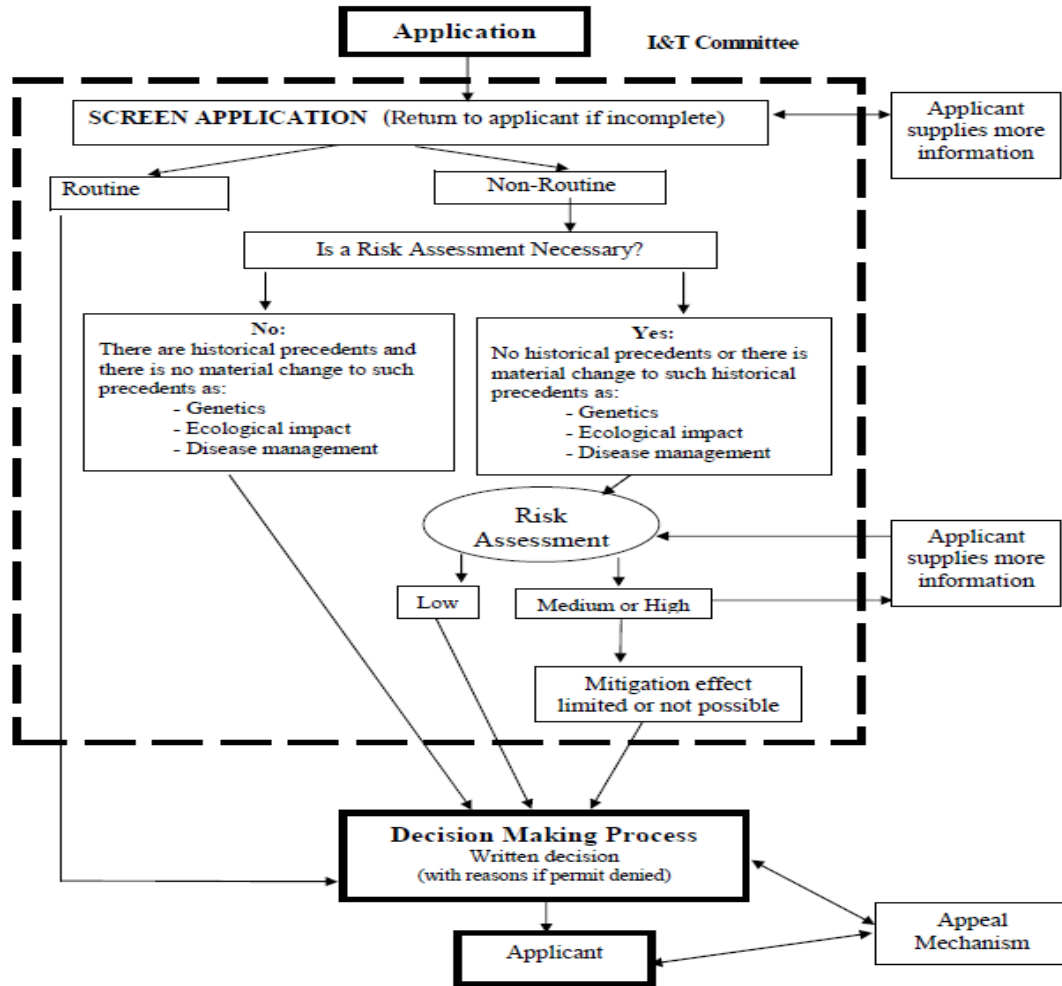 Application
I&T Committee
SCREEN APPLICATION (Return to applicant if incomplete)
Applicant
supplies more
information
Routine
Non-Routine
Is a Risk Assessment Necessary?
No:
There are historical precedents and
there is no material change to such
precedents as:
- Genetics
- Ecological impact
- Disease management
Yes:
No historical precedents or there is
material change to such historical
precedents as:
- Genetics
- Ecological impact
- Disease management
Risk
Assessment
Applicant
supplies more
information
Low
Medium or High
Mitigation effect
limited or not possible
Decision Making Process
Written decision
(with reasons if permit denied)
Appeal
Mechanism
Applicant